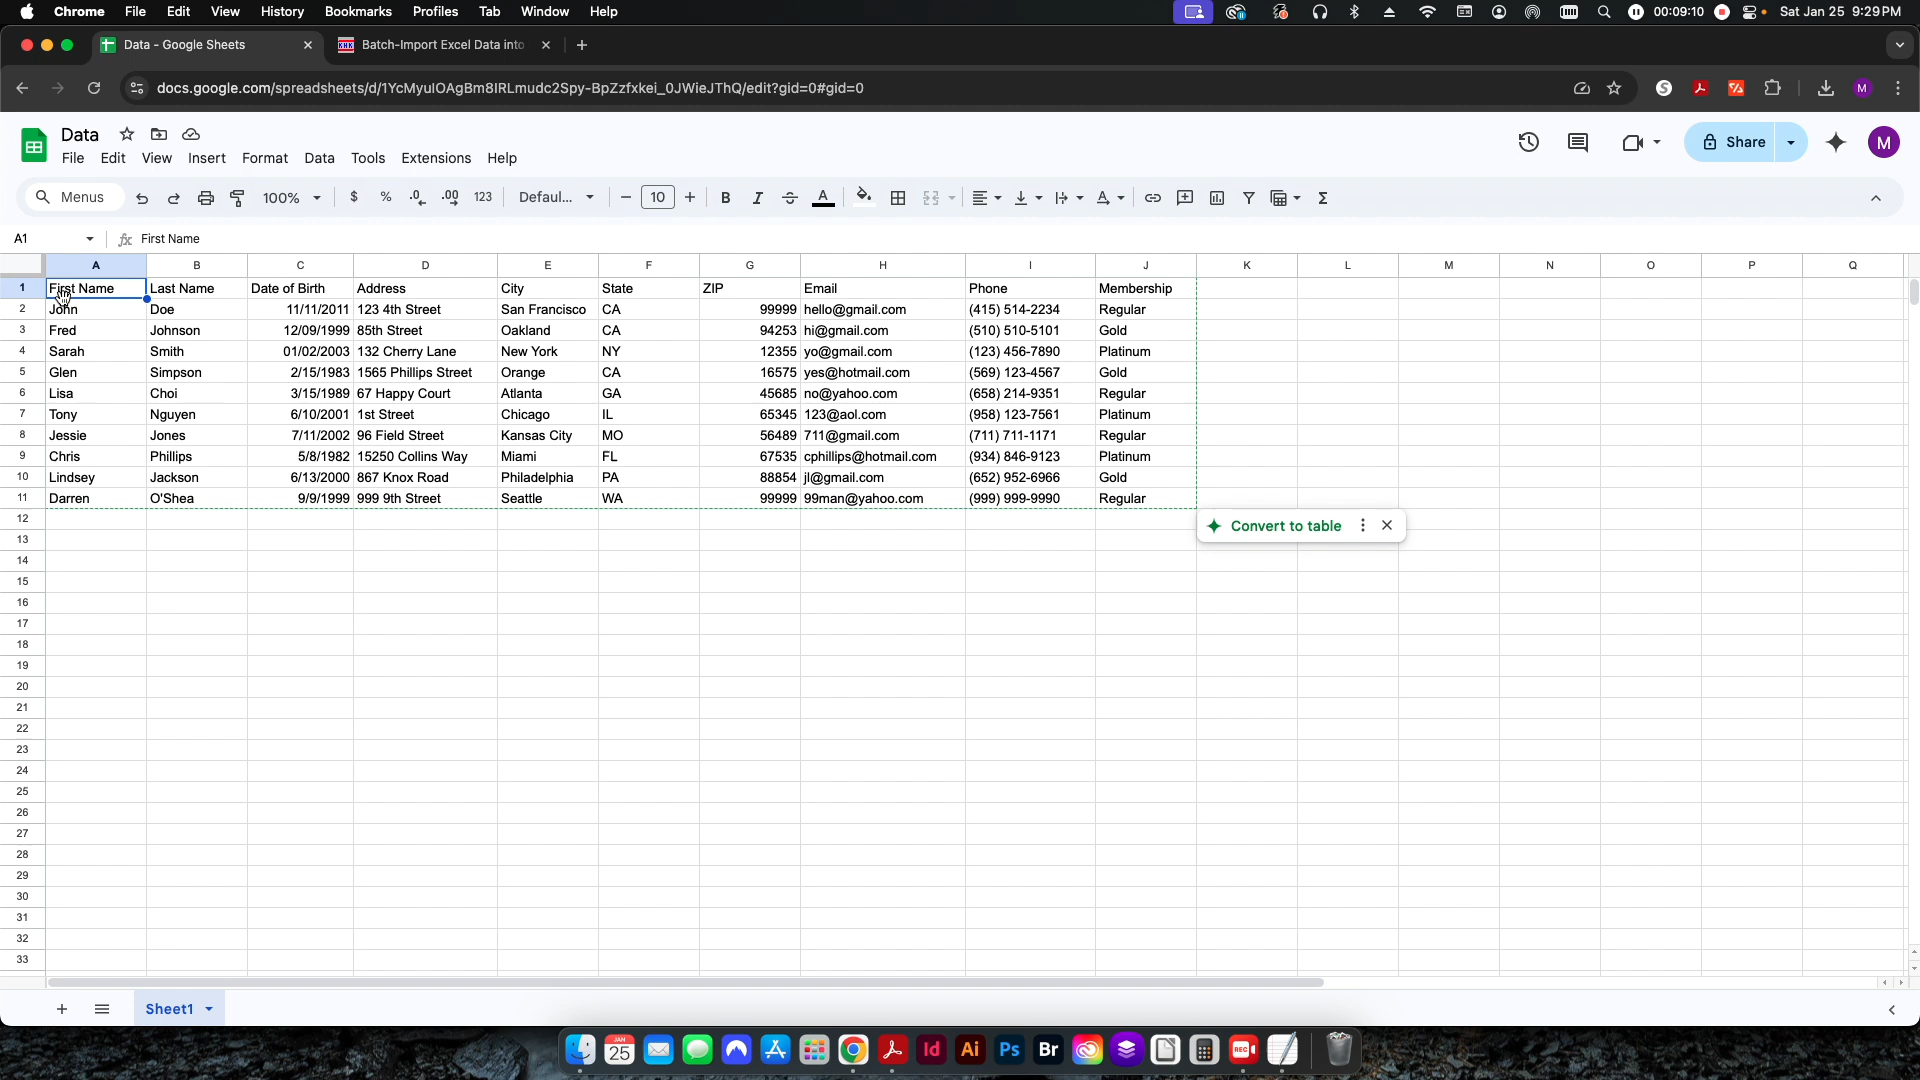 Chrome File Edit View History Bookmarks Profiles Tab Window Help 00:09:10 Sat Jan 25 9:29 PM
Data - Google Sheets KHK Batch-Import Excel Data into
docs.google.com/spreadsheets/d/1YcMyulOAgBm8IRLmudc2Spy-BpZzfxkei_0JWieJThQ/edit?gid=0#gid=0 S M
Data
File Edit View Insert Format Data Tools Extensions Help
Share M
Menus 100% $ % .0 .00 123 Defaul... 10 B I A
A1 fx First Name
A B C D E F G H I J K L M N O P Q
1 First Name Last Name Date of Birth Address City State ZIP Email Phone Membership
2 John Doe 11/11/2011 123 4th Street San Francisco CA 99999 hello@gmail.com (415) 514-2234 Regular
3 Fred Johnson 12/09/1999 85th Street Oakland CA 94253 hi@gmail.com (510) 510-5101 Gold
4 Sarah Smith 01/02/2003 132 Cherry Lane New York NY 12355 yo@gmail.com (123) 456-7890 Platinum
5 Glen Simpson 2/15/1983 1565 Phillips Street Orange CA 16575 yes@hotmail.com (569) 123-4567 Gold
6 Lisa Choi 3/15/1989 67 Happy Court Atlanta GA 45685 no@yahoo.com (658) 214-9351 Regular
7 Tony Nguyen 6/10/2001 1st Street Chicago IL 65345 123@aol.com (958) 123-7561 Platinum
8 Jessie Jones 7/11/2002 96 Field Street Kansas City MO 56489 711@gmail.com (711) 711-1171 Regular
9 Chris Phillips 5/8/1982 15250 Collins Way Miami FL 67535 cphillips@hotmail.com (934) 846-9123 Platinum
10 Lindsey Jackson 6/13/2000 867 Knox Road Philadelphia PA 88854 jl@gmail.com (652) 952-6966 Gold
11 Darren O'Shea 9/9/1999 999 9th Street Seattle WA 99999 99man@yahoo.com (999) 999-9990 Regular
12
Convert to table
13
14
15
16
17
18
19
20
21
22
23
24
25
26
27
28
29
30
31
32
33
Sheet1
JAN 25 Id Ai Ps Br REC